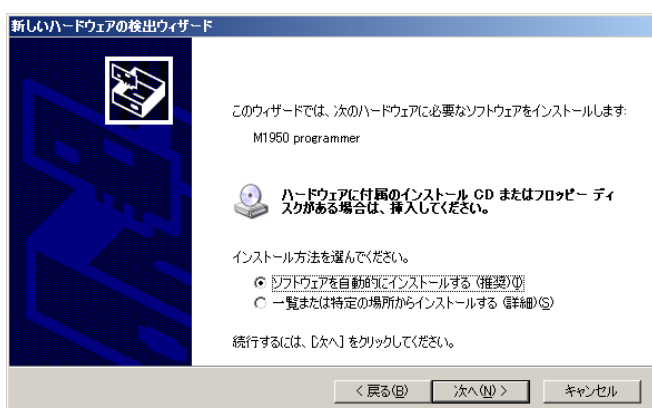 新しいハードウェアの検出ウィザード
このウィザードでは、次のハードウェアに必要なソフトウェアをインストールします:
M1950 programmer
ハードウェアに付属のインストール CD またはフロッピー ディ
スクがある場合は、挿入してください。
インストール方法を選んでください。
ソフトウェアを自動的にインストールする (推奨)(I)
一覧または特定の場所からインストールする (詳細)(S)
続行するには、[次へ] をクリックしてください。
< 戻る(B)
次へ(N) >
キャンセル